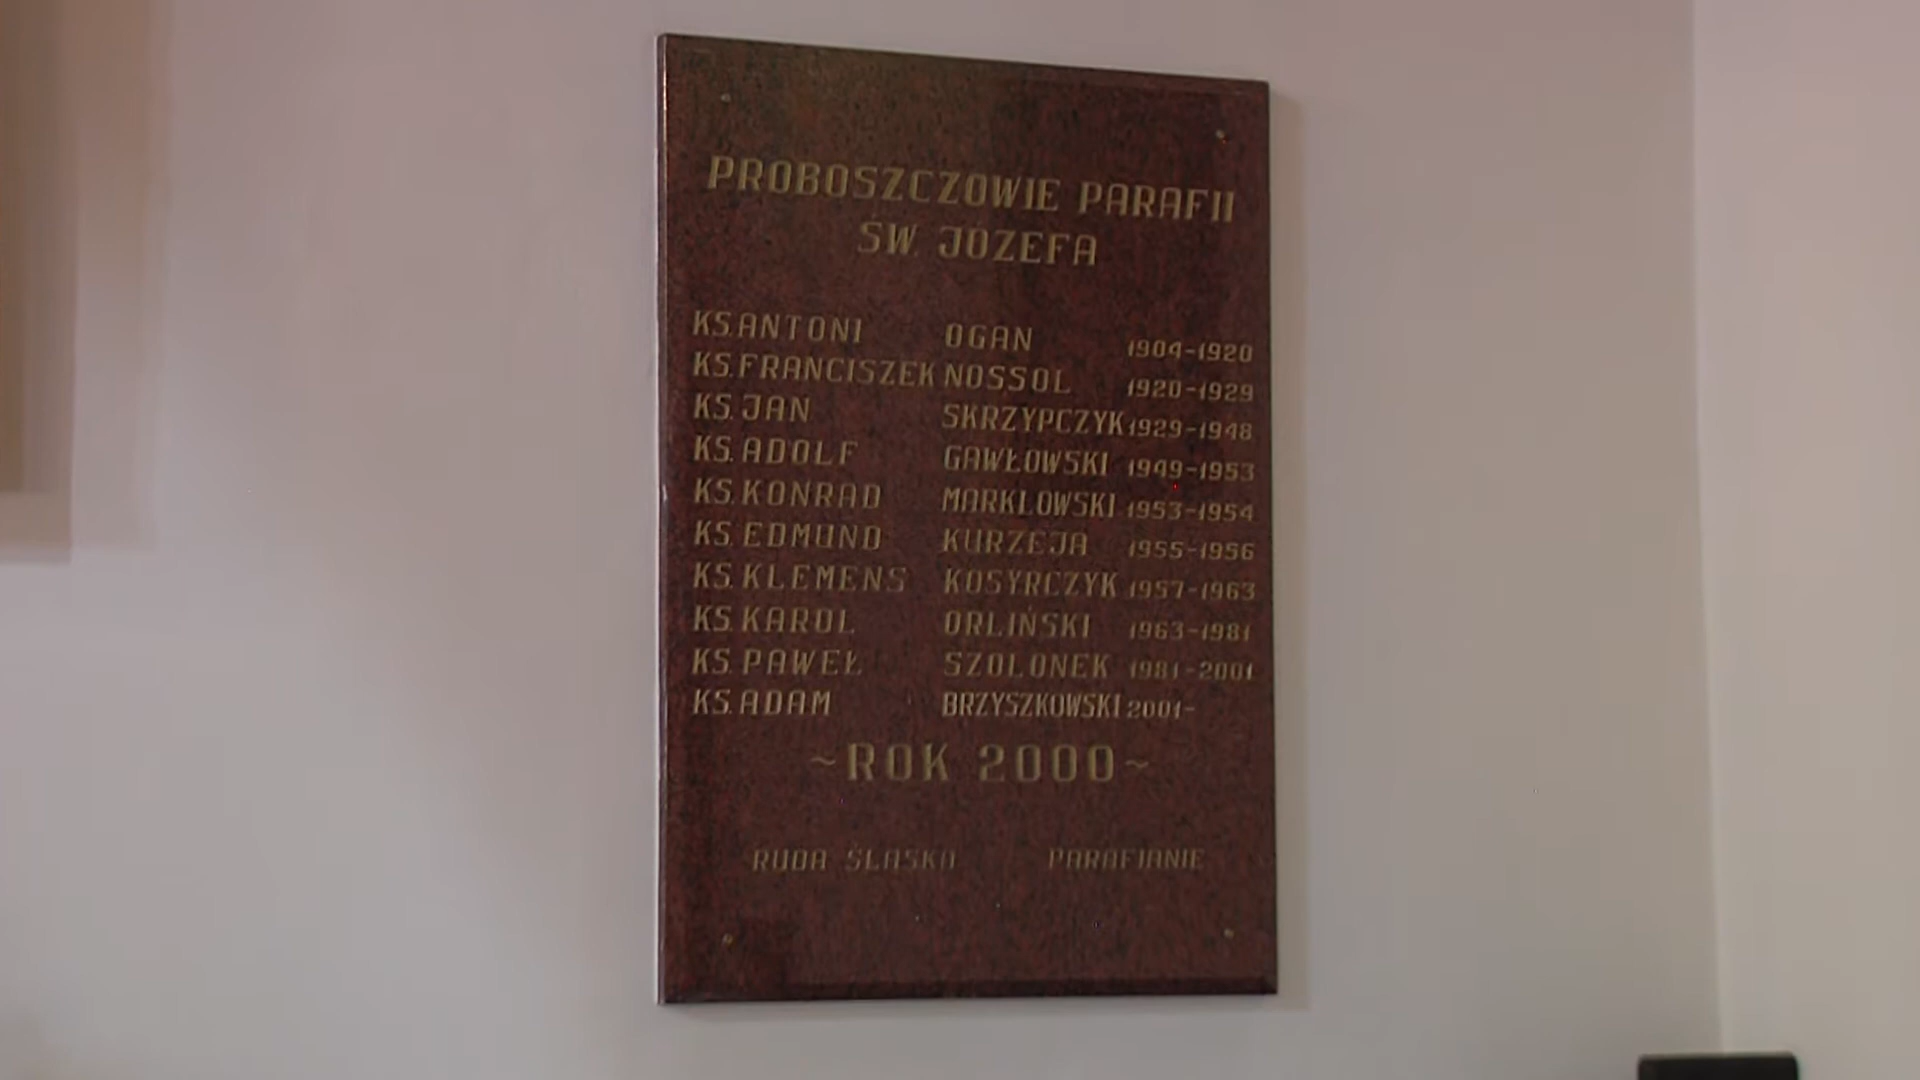 PROBOSZCZOWIE PARAFII
ŚW. JÓZEFA
KS. ANTONI OGAN 1904-1920
KS. FRANCISZEK NOSSOL 1920-1929
KS. JAN SKRZYPCZYK 1929-1948
KS. ADOLF GAWŁOWSKI 1949-1953
KS. KONRAD MARKLOWSKI 1953-1954
KS. EDMUND KURZEJA 1955-1956
KS. KLEMENS KOSYRCZYK 1957-1963
KS. KAROL ORLIŃSKI 1963-1981
KS. PAWEŁ SZOLONEK 1981-2001
KS. ADAM BRZYSZKOWSKI 2001-
~ROK 2000~
RUDA ŚLĄSKA PARAFIANIE